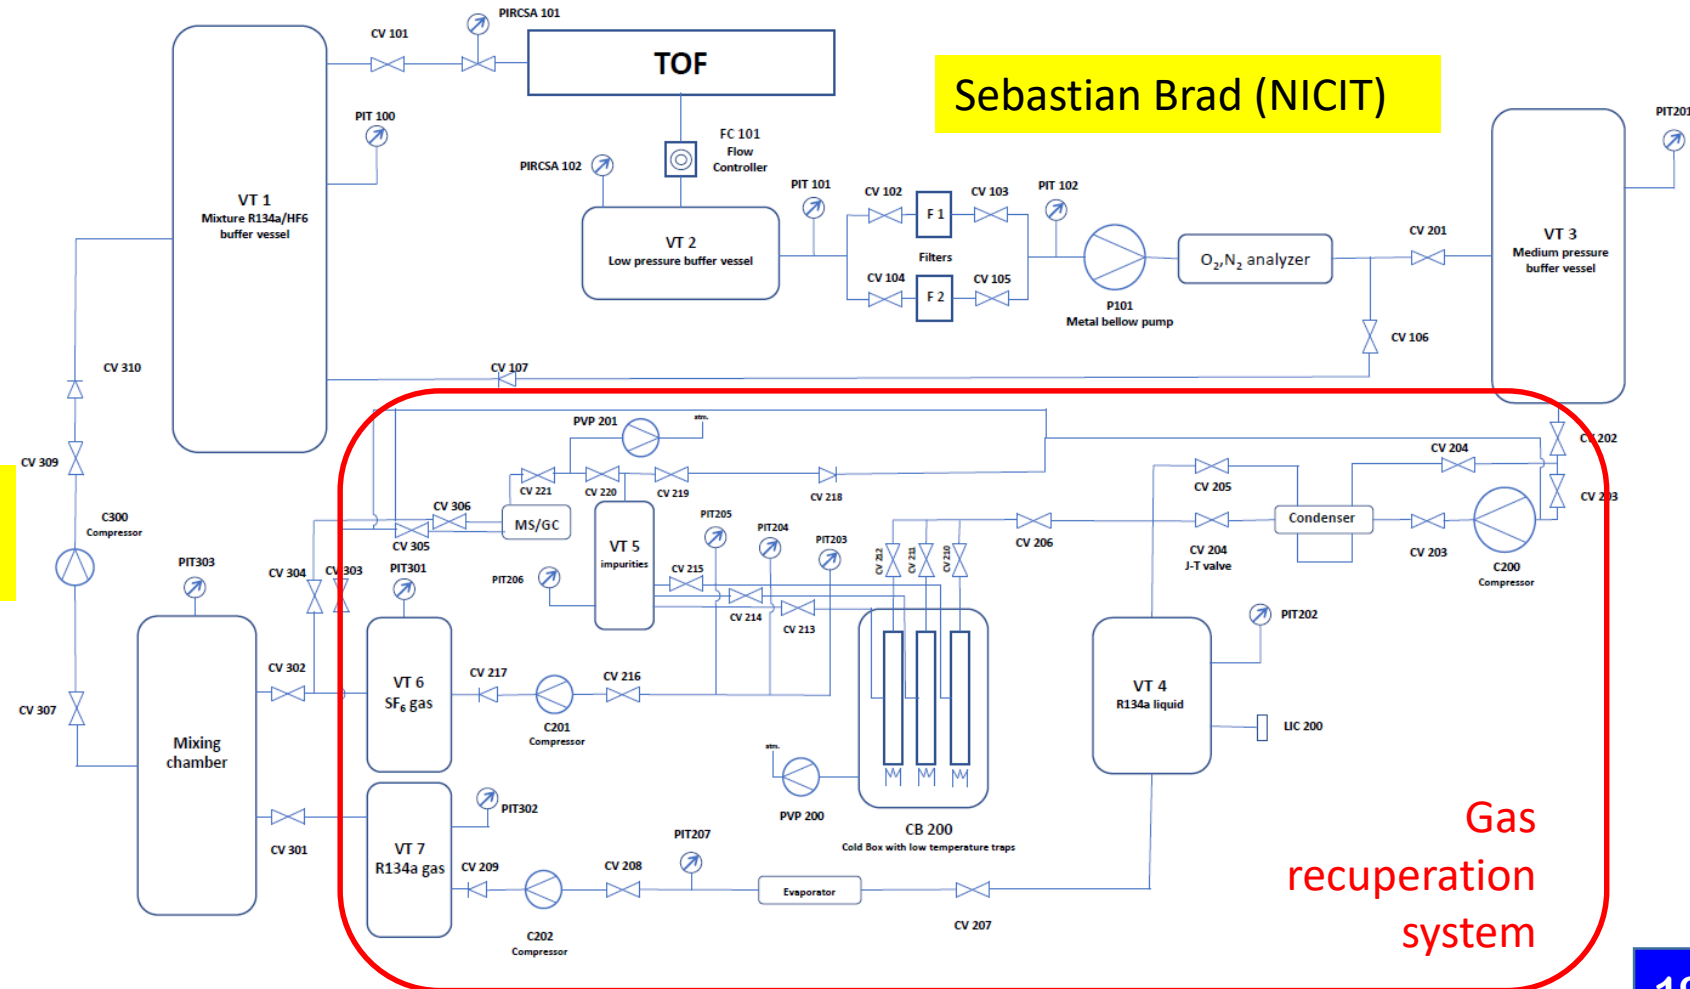 PIRCSA 101
CV 101
TOF
Sebastian Brad (NICIT)
PIT 100
PIT201
FC 101
Flow
Controller
PIRCSA 102
PIT 101
CV 102
CV 103
PIT 102
F 1
VT 1
Mixture R134a/HF6
buffer vessel
VT 2
Low pressure buffer vessel
Filters
CV 104
CV 105
F 2
P101
Metal bellow pump
O2,N2 analyzer
CV 201
VT 3
Medium pressure
buffer vessel
CV 106
CV 310
CV 107
PVP 201
atm.
CV 202
CV 204
CV 309
CV 221
CV 220
CV 219
CV 218
CV 205
CV 203
C300
Compressor
CV 306
MS/GC
CV 305
PIT205
PIT204
PIT203
VT 5
impurities
CV 212
CV 211
CV 210
CV 206
CV 204
J-T valve
Condenser
CV 203
C200
Compressor
PIT303
CV 304
CV 303
PIT301
PIT206
CV 215
CV 214
CV 213
PIT202
CV 302
VT 6
SF6 gas
CV 217
CV 216
C201
Compressor
VT 4
R134a liquid
LIC 200
CV 307
Mixing
chamber
atm.
PVP 200
CB 200
Cold Box with low temperature traps
CV 301
PIT302
VT 7
R134a gas
CV 209
CV 208
PIT207
Evaporator
CV 207
C202
Compressor
Gas
recuperation
system